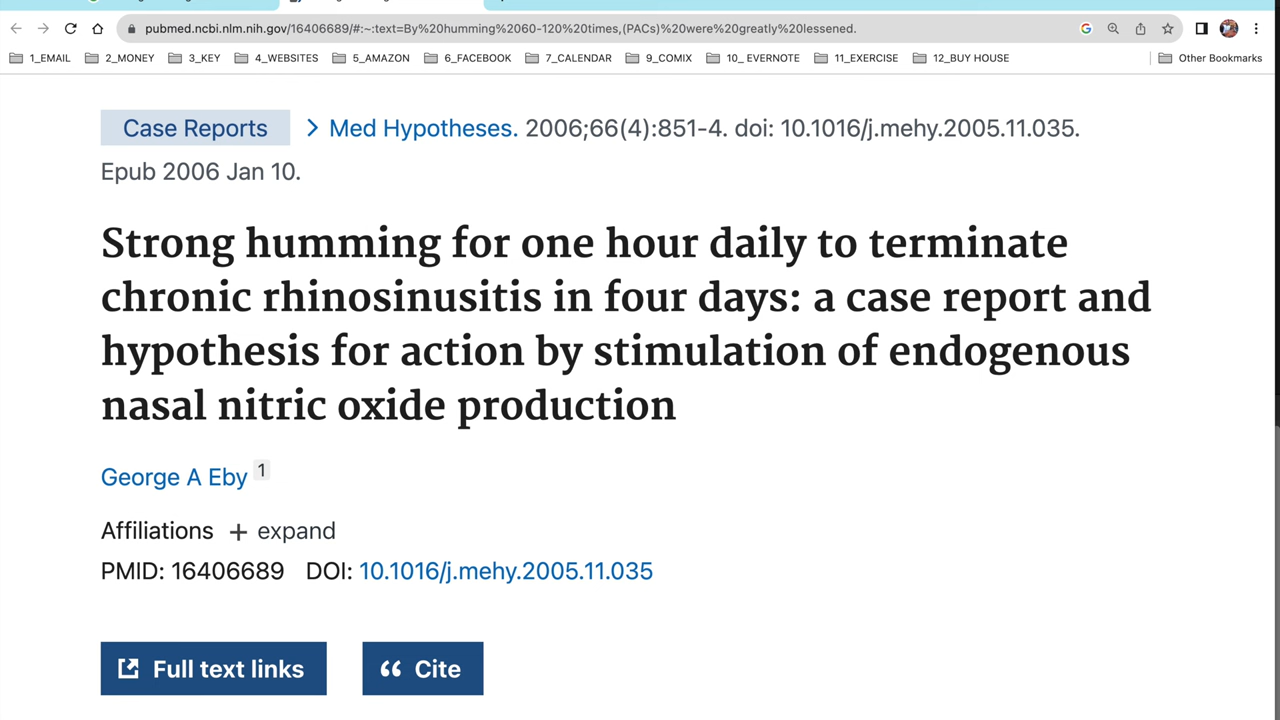 pubmed.ncbi.nlm.nih.gov/16406689/#:~:text=By%20humming%2060-120%20times,(PACs)%20were%20greatly%20lessened.
1_EMAIL 2_MONEY 3_KEY 4_WEBSITES 5_AMAZON 6_FACEBOOK 7_CALENDAR 9_COMIX 10_ EVERNOTE 11_EXERCISE 12_BUY HOUSE Other Bookmarks
Case Reports > Med Hypotheses. 2006;66(4):851-4. doi: 10.1016/j.mehy.2005.11.035.
Epub 2006 Jan 10.
Strong humming for one hour daily to terminate
chronic rhinosinusitis in four days: a case report and
hypothesis for action by stimulation of endogenous
nasal nitric oxide production
George A Eby 1
Affiliations + expand
PMID: 16406689 DOI: 10.1016/j.mehy.2005.11.035
Full text links
Cite